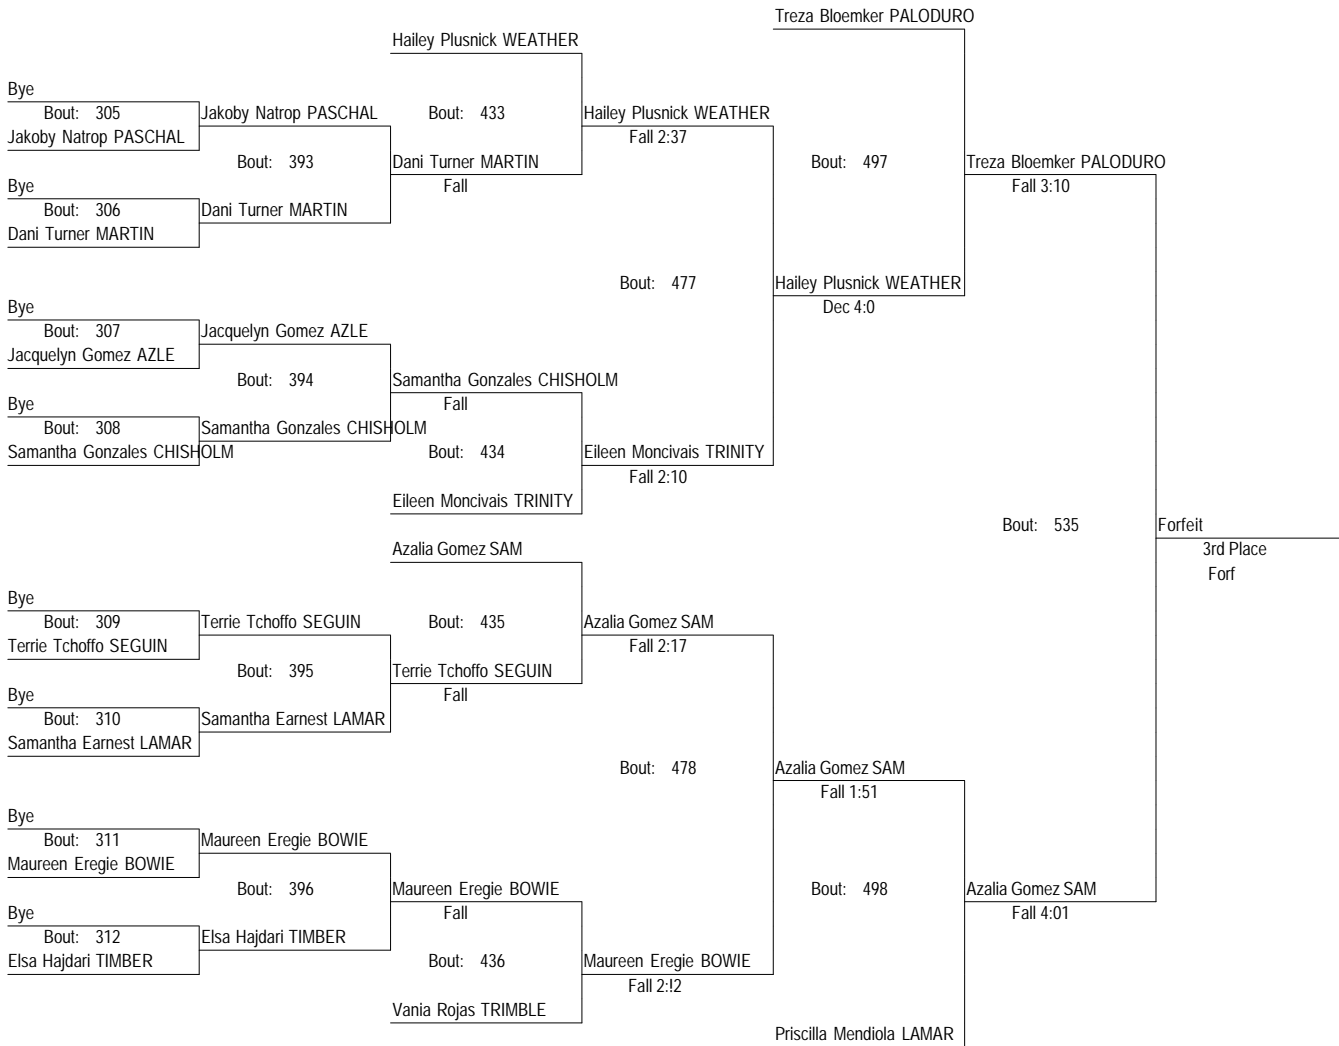 Treza Bloemker PALODURO
Hailey Plusnick WEATHER
Bye
Bout: 305
Jakoby Natrop PASCHAL
Bout: 433
Hailey Plusnick WEATHER
Jakoby Natrop PASCHAL
Fall 2:37
Bout: 393
Dani Turner MARTIN
Bout: 497
Treza Bloemker PALODURO
Bye
Fall
Fall 3:10
Bout: 306
Dani Turner MARTIN
Dani Turner MARTIN
Bout: 477
Hailey Plusnick WEATHER
Bye
Dec 4:0
Bout: 307
Jacquelyn Gomez AZLE
Jacquelyn Gomez AZLE
Bout: 394
Samantha Gonzales CHISHOLM
Bye
Fall
Bout: 308
Samantha Gonzales CHISHOLM
Samantha Gonzales CHISHOLM
Bout: 434
Eileen Moncivais TRINITY
Fall 2:10
Eileen Moncivais TRINITY
Bout: 535
Forfeit
Azalia Gomez SAM
3rd Place
Forf
Bye
Bout: 309
Terrie Tchoffo SEGUIN
Bout: 435
Azalia Gomez SAM
Terrie Tchoffo SEGUIN
Fall 2:17
Bout: 395
Terrie Tchoffo SEGUIN
Bye
Fall
Bout: 310
Samantha Earnest LAMAR
Samantha Earnest LAMAR
Bout: 478
Azalia Gomez SAM
Fall 1:51
Bye
Bout: 311
Maureen Eregie BOWIE
Maureen Eregie BOWIE
Bout: 396
Maureen Eregie BOWIE
Bout: 498
Azalia Gomez SAM
Bye
Fall
Fall 4:01
Bout: 312
Elsa Hajdari TIMBER
Elsa Hajdari TIMBER
Bout: 436
Maureen Eregie BOWIE
Fall 2:!2
Vania Rojas TRIMBLE
Priscilla Mendiola LAMAR